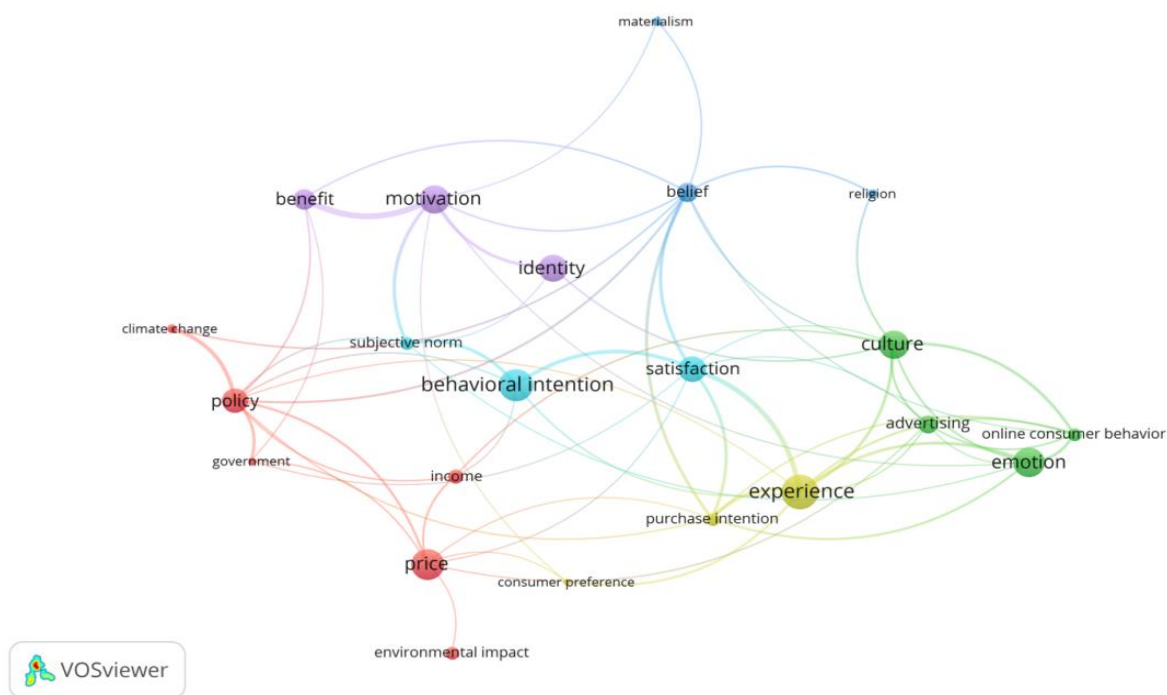 materialism
benefit
motivation
belief
religion
identity
climate change
subjective norm
culture
satisfaction
behavioral intention
policy
advertising
online consumer behavior
government
emotion
income
experience
purchase intention
price
consumer preference
environmental impact
VOSviewer